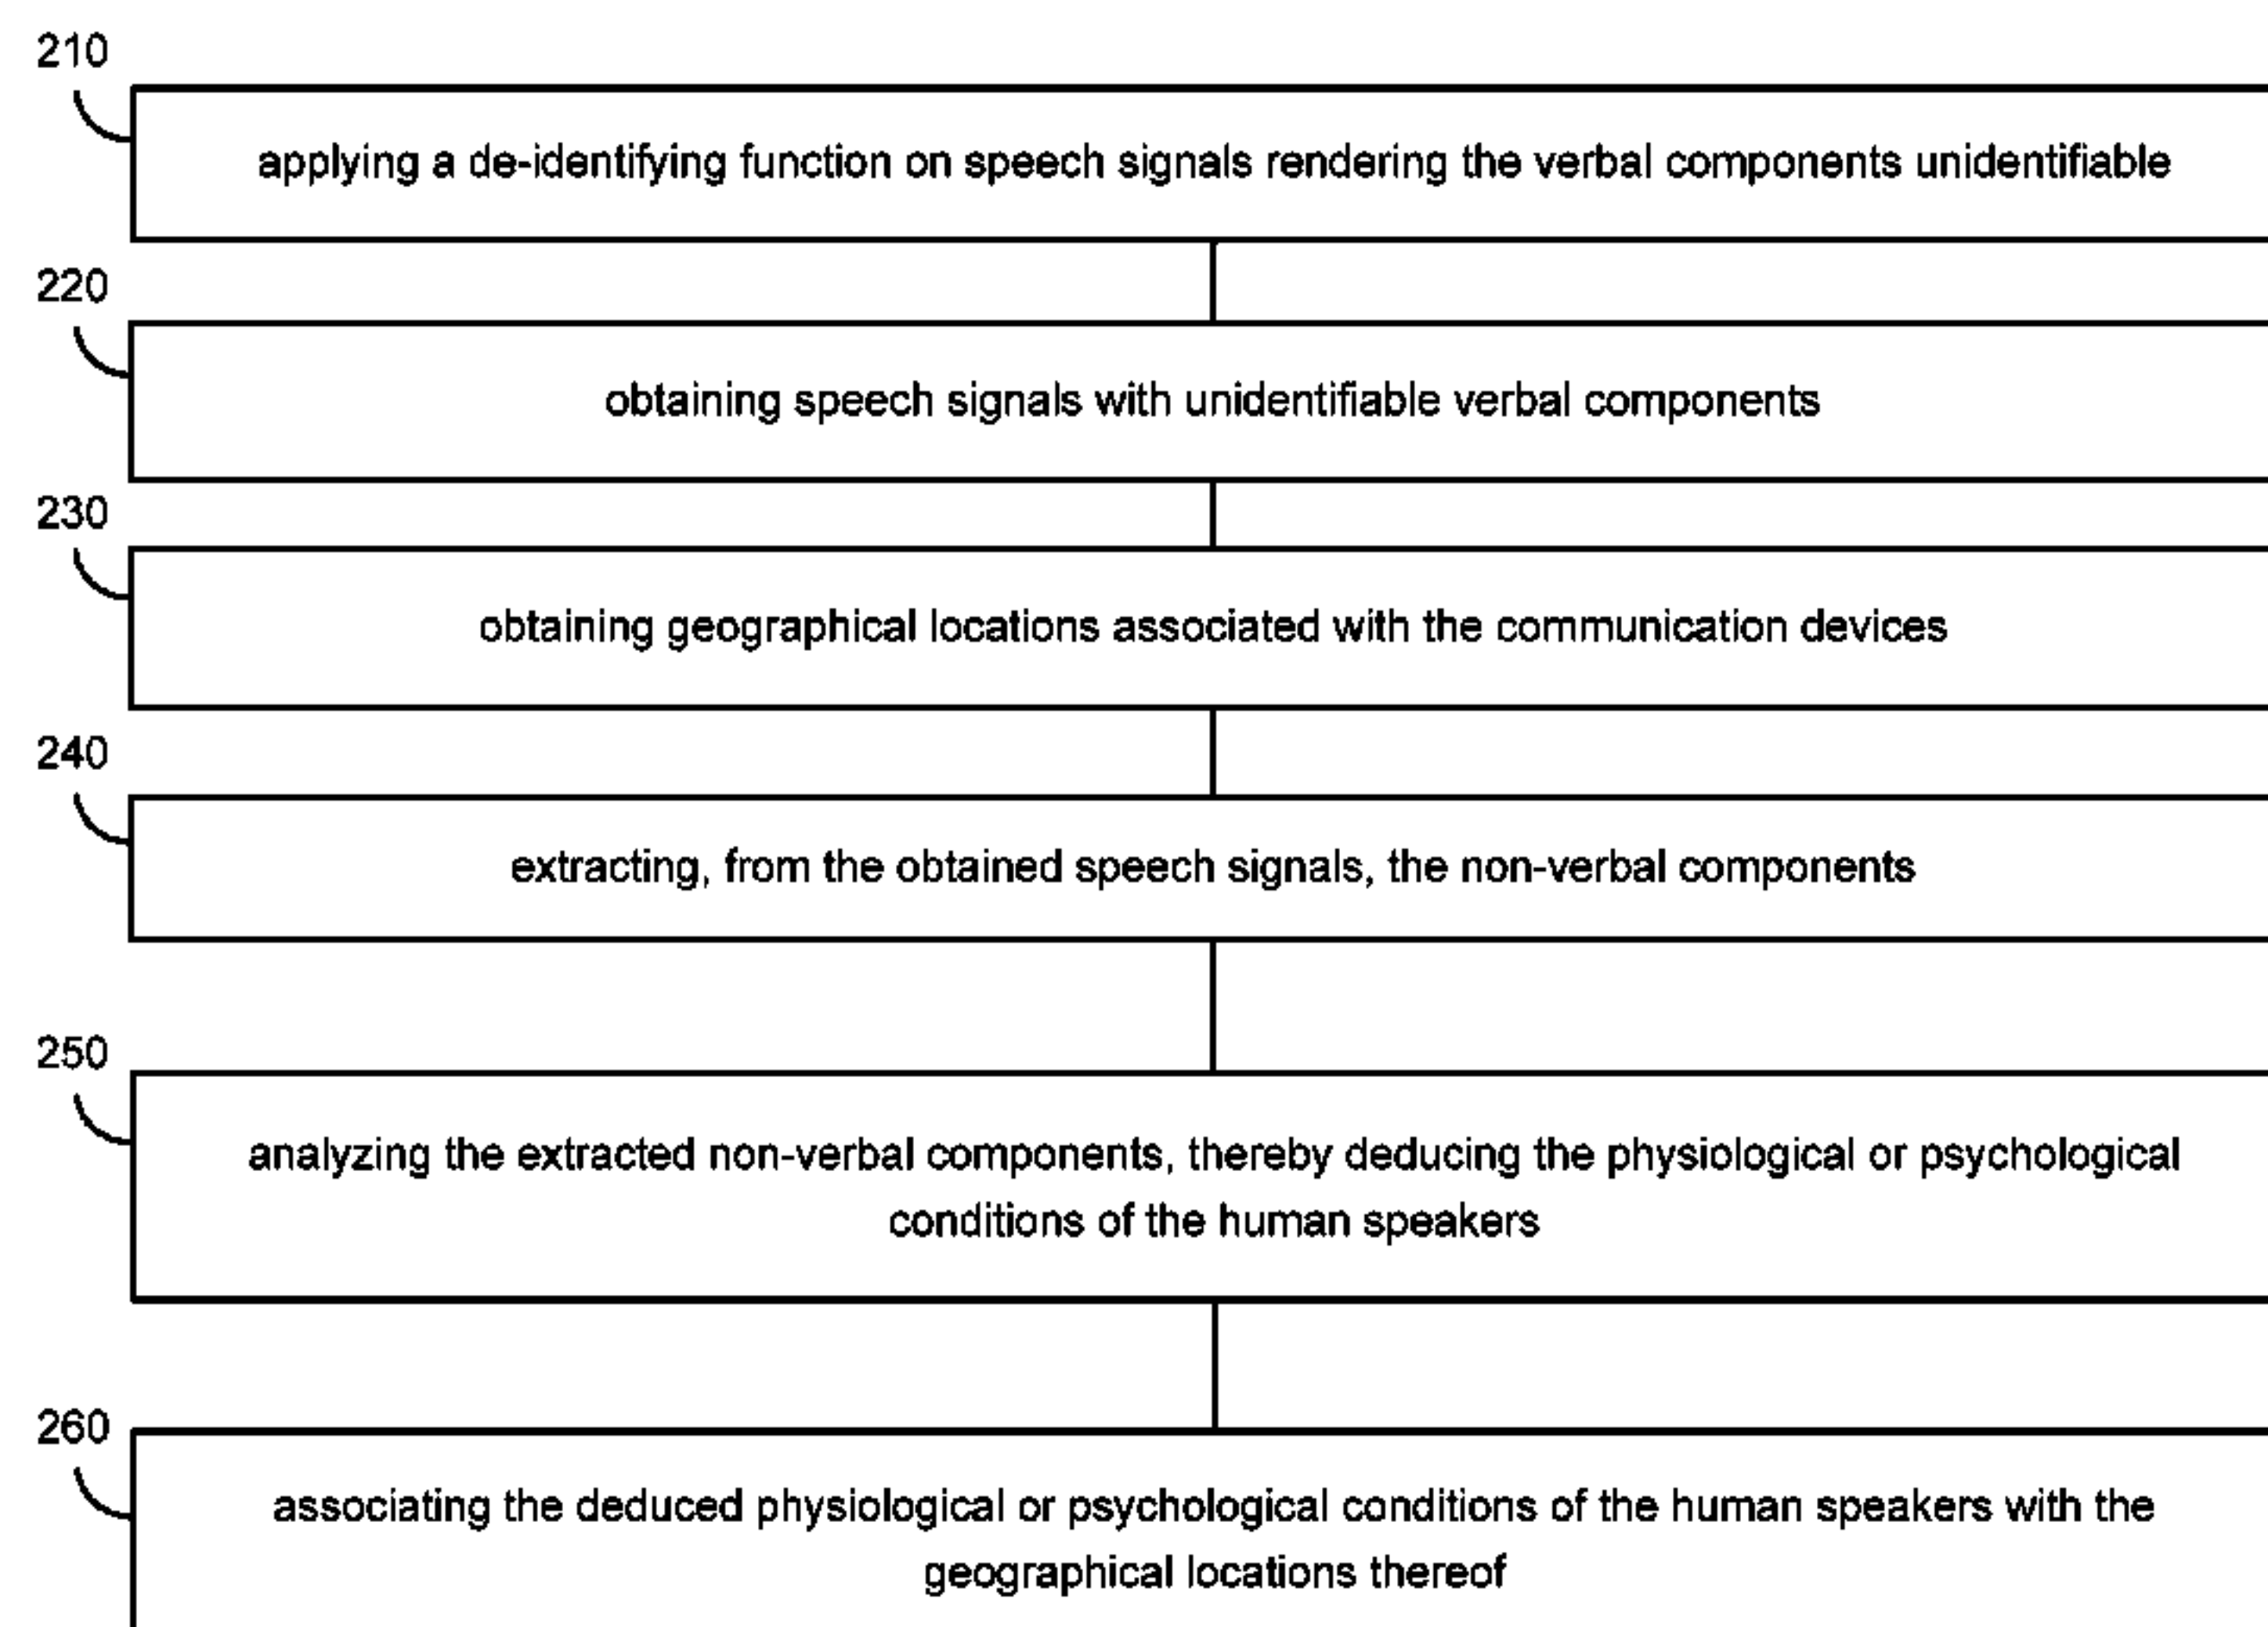 210
applying a de-identifying function on speech signals rendering the verbal components unidentifiable
220
obtaining speech signals with unidentifiable verbal components
230
obtaining geographical locations associated with the communication devices
240
extracting, from the obtained speech signals, the non-verbal components
250
analyzing the extracted non-verbal components, thereby deducing the physiological or psychological
conditions of the human speakers
260
associating the deduced physiological or psychological conditions of the human speakers with the
geographical locations thereof